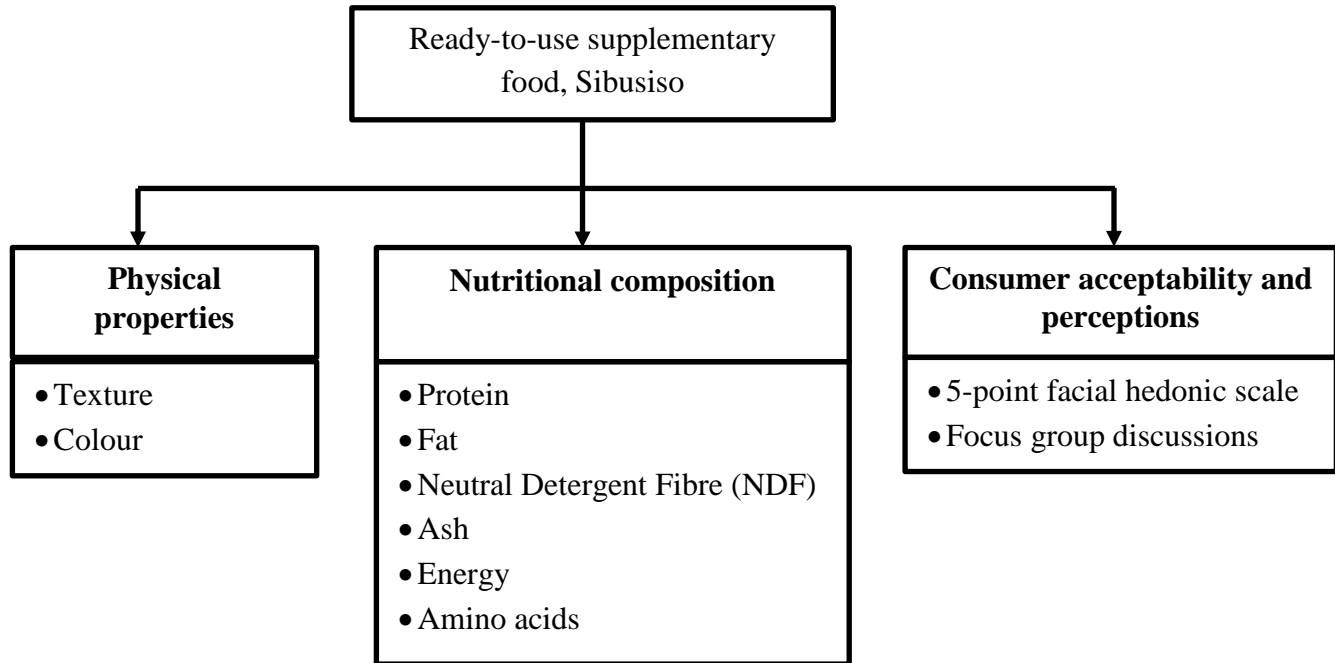 Ready-to-use supplementary
food, Sibusiso
Physical
properties
• Texture
• Colour
Nutritional composition
• Protein
• Fat
• Neutral Detergent Fibre (NDF)
• Ash
• Energy
• Amino acids
Consumer acceptability and
perceptions
• 5-point facial hedonic scale
• Focus group discussions